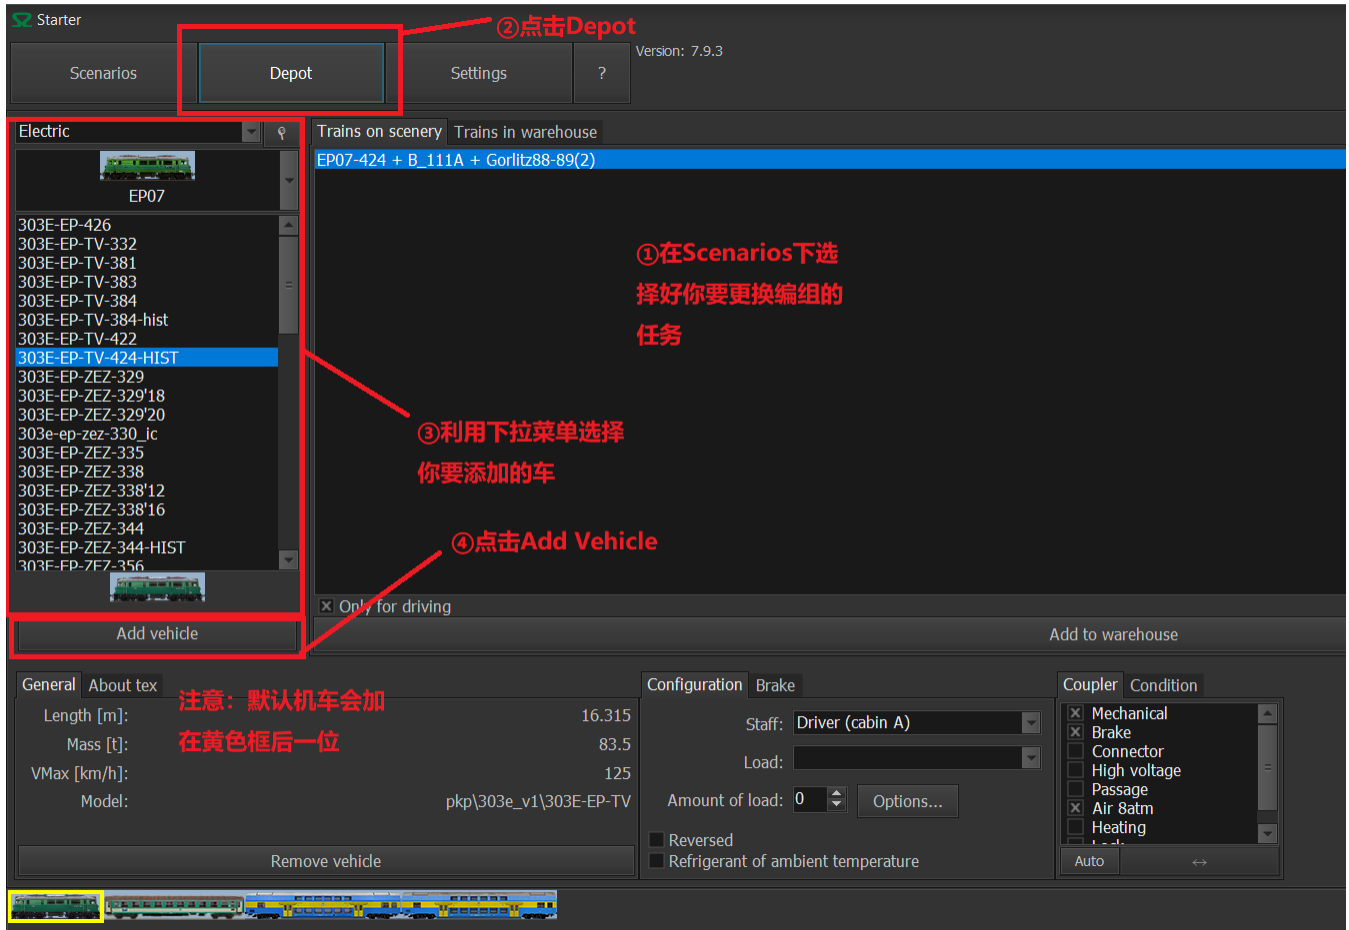 Starter
②点击Depot
Scenarios
Depot
Settings
?
Version: 7.9.3
Electric
Trains on scenery
Trains in warehouse
EP07-424 + B_111A + Gorlitz88-89(2)
EP07
303E-EP-426
303E-EP-TV-332
303E-EP-TV-381
303E-EP-TV-383
303E-EP-TV-384
303E-EP-TV-384-hist
303E-EP-TV-422
303E-EP-TV-424-HIST
303E-EP-ZEZ-329
303E-EP-ZEZ-329'18
303E-EP-ZEZ-329'20
303e-ep-zez-330_ic
303E-EP-ZEZ-335
303E-EP-ZEZ-338
303E-EP-ZEZ-338'12
303E-EP-ZEZ-338'16
303E-EP-ZEZ-344
303E-EP-ZEZ-344-HIST
303E-EP-ZEZ-356
①在Scenarios下选
择好你要更换编组的
任务
③利用下拉菜单选择
你要添加的车
④点击Add Vehicle
Only for driving
Add vehicle
Add to warehouse
General
About tex
注意：默认机车会加
在黄色框后一位
Length [m]:
16.315
Mass [t]:
83.5
VMax [km/h]:
125
Model:
pkp\303e_v1\303E-EP-TV
Remove vehicle
Configuration
Brake
Staff:
Driver (cabin A)
Load:
Amount of load:
0
Options...
Reversed
Refrigerant of ambient temperature
Coupler
Condition
Mechanical
Brake
Connector
High voltage
Passage
Air 8atm
Heating
Auto